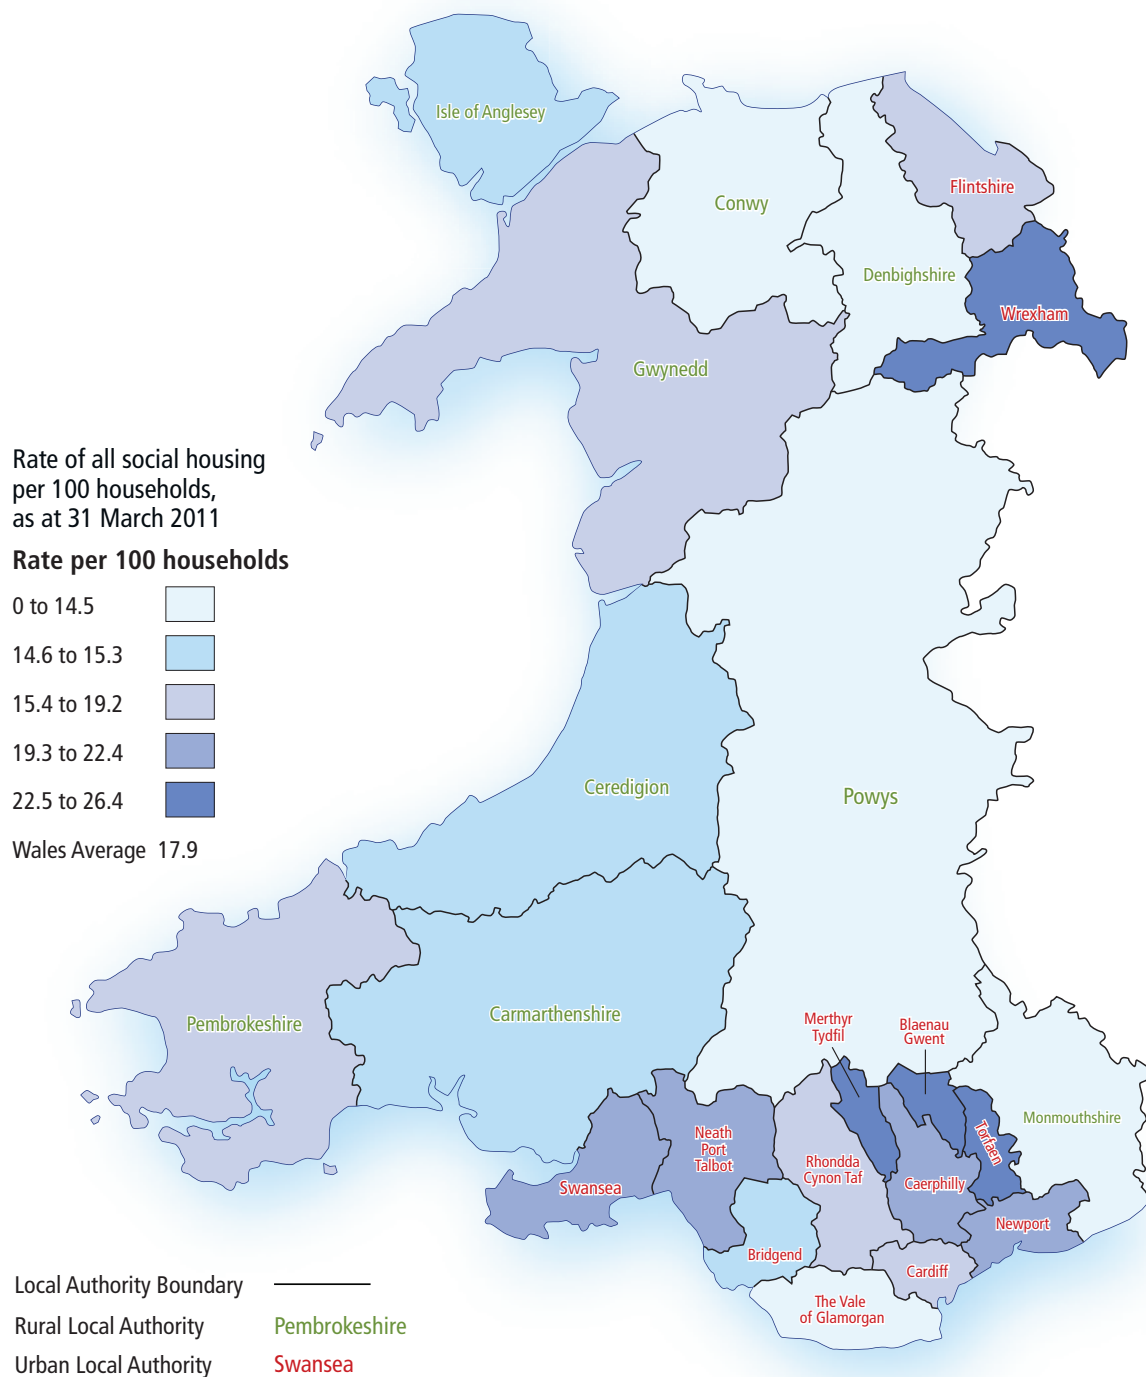 Isle of Anglesey
Flintshire
Conwy
Denbighshire
Wrexham
Gwynedd
Rate of all social housing
per 100 households,
as at 31 March 2011
Rate per 100 households
0 to 14.5
14.6 to 15.3
15.4 to 19.2
19.3 to 22.4
22.5 to 26.4
Wales Average 17.9
Ceredigion
Powys
Pembrokeshire
Carmarthenshire
Merthyr
Tydfil
Blaenau
Gwent
Monmouthshire
Torfaen
Neath
Port
Talbot
Rhondda
Cynon Taf
Caerphilly
Swansea
Newport
Bridgend
Cardiff
The Vale
of Glamorgan
Local Authority Boundary
Rural Local Authority Pembrokeshire
Urban Local Authority Swansea